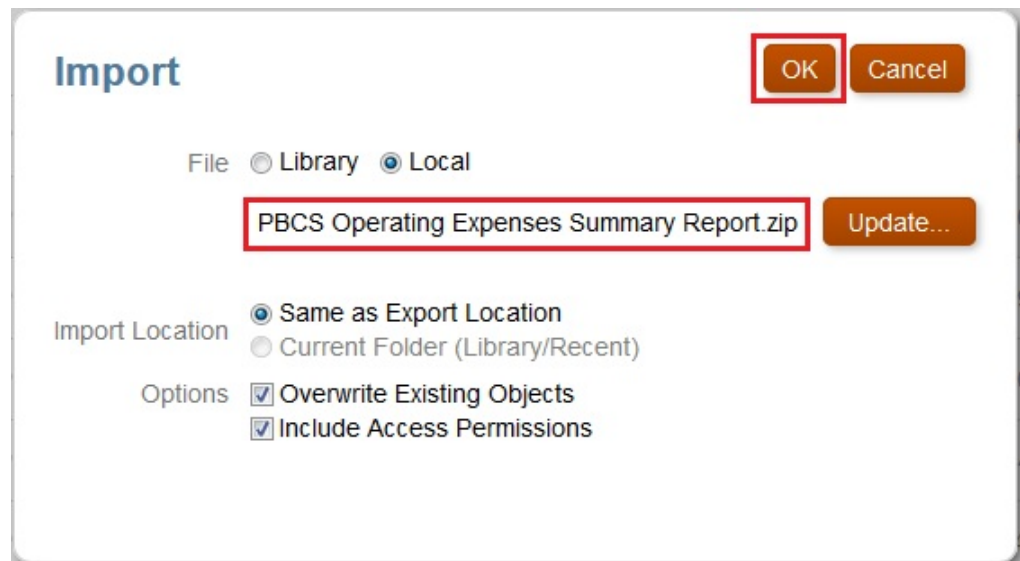 Import
OK Cancel
File Library Local
PBCS Operating Expenses Summary Report.zip Update...
Import Location Same as Export Location
Current Folder (Library/Recent)
Options Overwrite Existing Objects
Include Access Permissions